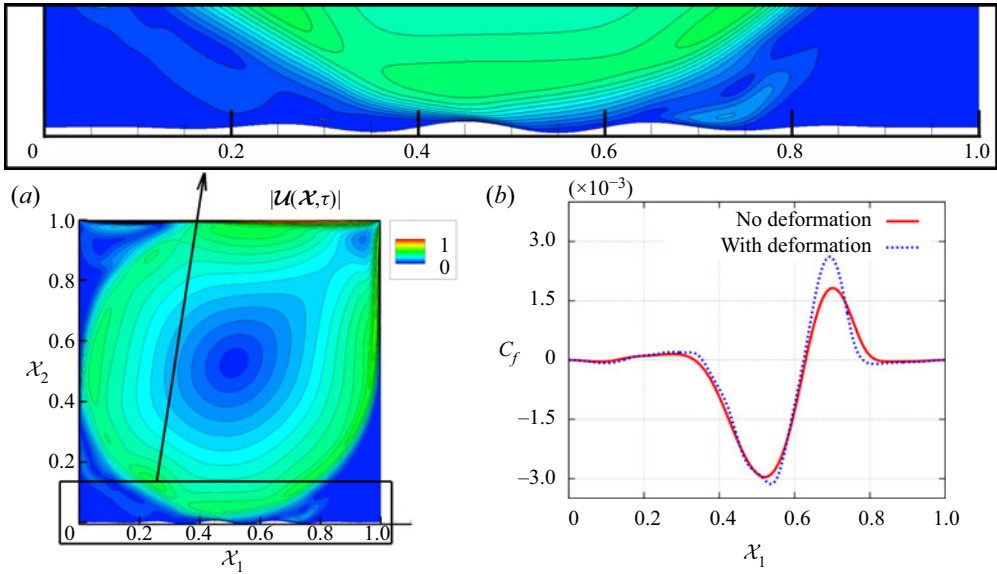 0 0.2 0.4 0.6 0.8 1.0
(a) |𝓤(𝓧,τ)|
1.0
0.8
0.6
0.4
0.2
𝒳2
1
0
0 0.2 0.4 0.6 0.8 1.0
𝒳1
(b) (×10−3)
No deformation
With deformation
3.0
1.5
0
−1.5
−3.0
Cf
0 0.2 0.4 0.6 0.8 1.0
𝒳1